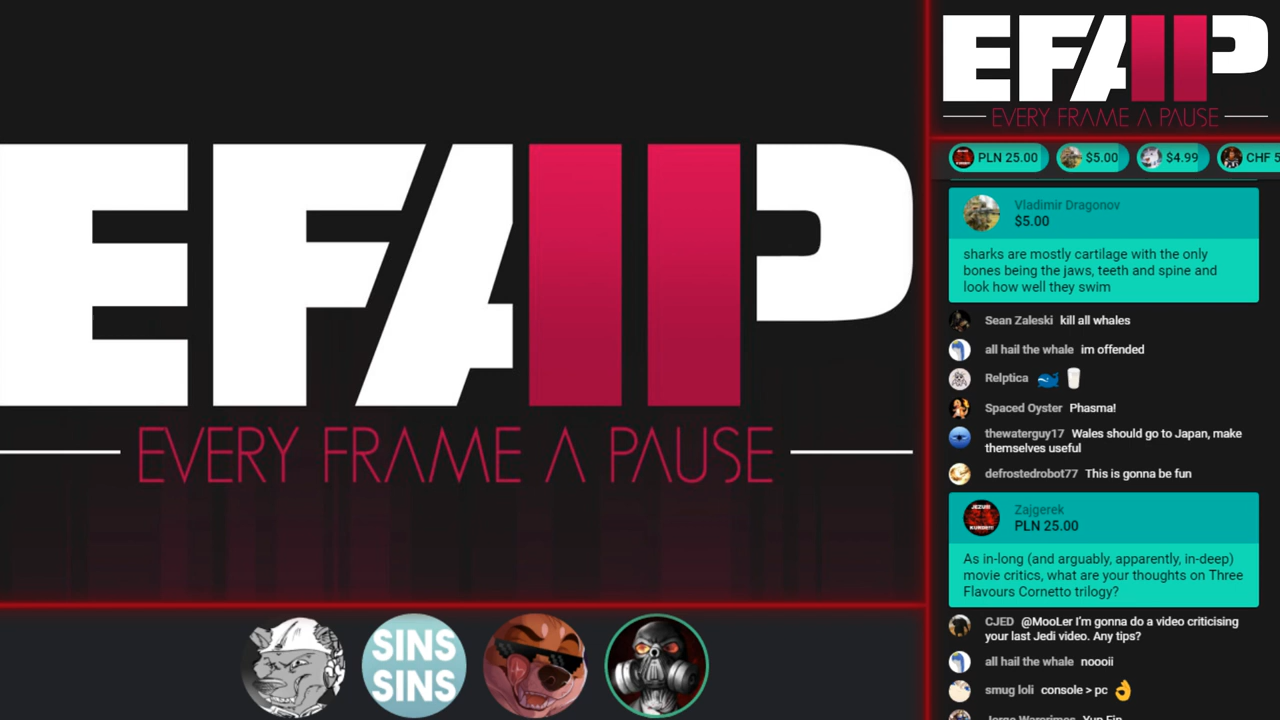 EFAP
EVERY FRAME A PAUSE
SINS
SINS
EFAP
EVERY FRAME A PAUSE
PLN 25.00
$5.00
$4.99
CHF 5
Vladimir Dragonov
$5.00
sharks are mostly cartilage with the only
bones being the jaws, teeth and spine and
look how well they swim
Sean Zaleski kill all whales
all hail the whale im offended
Relptica
Spaced Oyster Phasma!
thewaterguy17 Wales should go to Japan, make
themselves useful
defrostedrobot77 This is gonna be fun
Zajgerek
PLN 25.00
As in-long (and arguably, apparently, in-deep)
movie critics, what are your thoughts on Three
Flavours Cornetto trilogy?
CJED @MooLer I'm gonna do a video criticising
your last Jedi video. Any tips?
all hail the whale noooii
smug loli console > pc